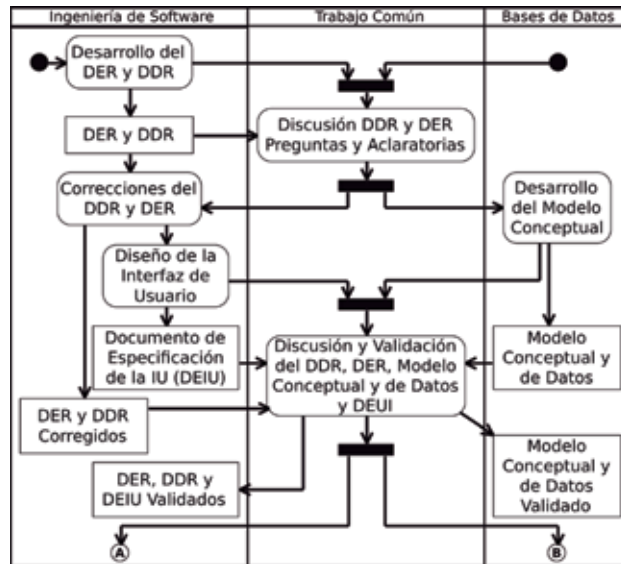 Ingeniería de Software
Trabajo Común
Bases de Datos
Desarrollo del
DER y DDR
DER y DDR
Discusión DDR y DER
Preguntas y Aclaratorias
Correcciones del
DDR y DER
Desarrollo
del Modelo
Conceptual
Diseño de la
Interfaz de
Usuario
Documento de
Especificación
de la IU (DEIU)
Discusión y Validación
del DDR, DER, Modelo
Conceptual y de Datos
y DEUI
Modelo
Conceptual y
de Datos
DER y DDR
Corregidos
DER, DDR y
DEIU Validados
Modelo
Conceptual y
de Datos
Validado
A
B